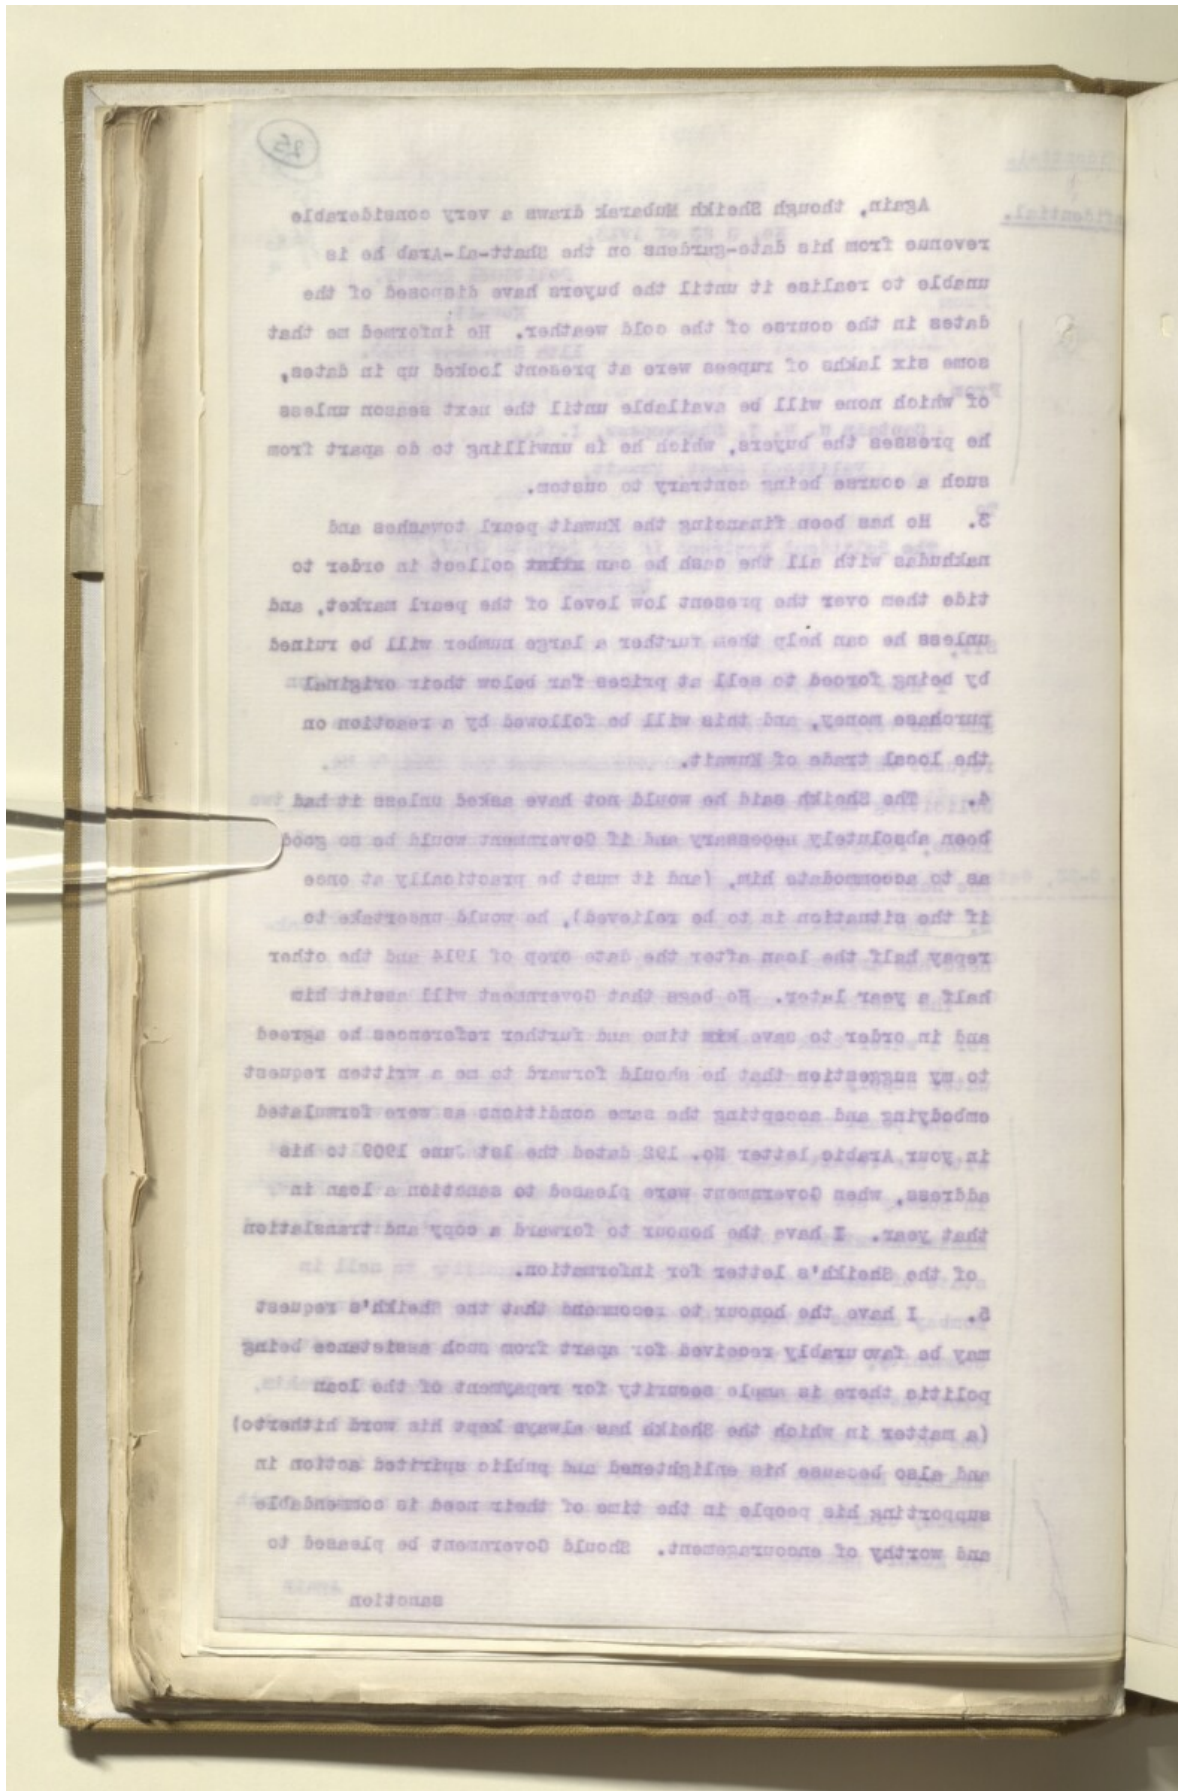 25
Again, though Sheikh Mubarak draws a very considerable
revenue from his date-gardens on the Shatt-al-Arab he is
unable to realise it until the buyers have disposed of the
dates in the course of the cold weather. He informed me that
some six lakhs of rupees were at present locked up in dates,
of which none will be available until the next season unless
he presses the buyers, which he is unwilling to do apart from
such a course being contrary to custom.
3. He has been financing the Kuwait pearl towashes and
nakhudas with all the cash he can collect in order to
tide them over the present low level of the pearl market, and
unless he can help them further a large number will be ruined
by being forced to sell at prices far below their original
purchase money, and this will be followed by a reaction on
the local trade of Kuwait.
4. The Sheikh said he would not have asked unless it had
been absolutely necessary and if Government would be so good
as to accommodate him, (and it must be practically at once
if the situation is to be relieved), he would undertake to
repay half the loan after the date crop of 1914 and the other
half a year later. He begs that Government will assist him
and in order to save time and further references he agreed
to my suggestion that he should forward to me a written request
embodying and accepting the same conditions as were formulated
in your Arabic letter No. 192 dated the 1st June 1909 to his
address, when Government were pleased to sanction a loan in
that year. I have the honour to forward a copy and translation
of the Sheikh's letter for information.
5. I have the honour to recommend that the Sheikh's request
may be favourably received for apart from such assistance being
politic there is ample security for repayment of the loan
(a matter in which the Sheikh has always kept his word hitherto)
and also because his enlightened and public spirited action in
supporting his people in the time of their need is commendable
and worthy of encouragement. Should Government be pleased to
sanction